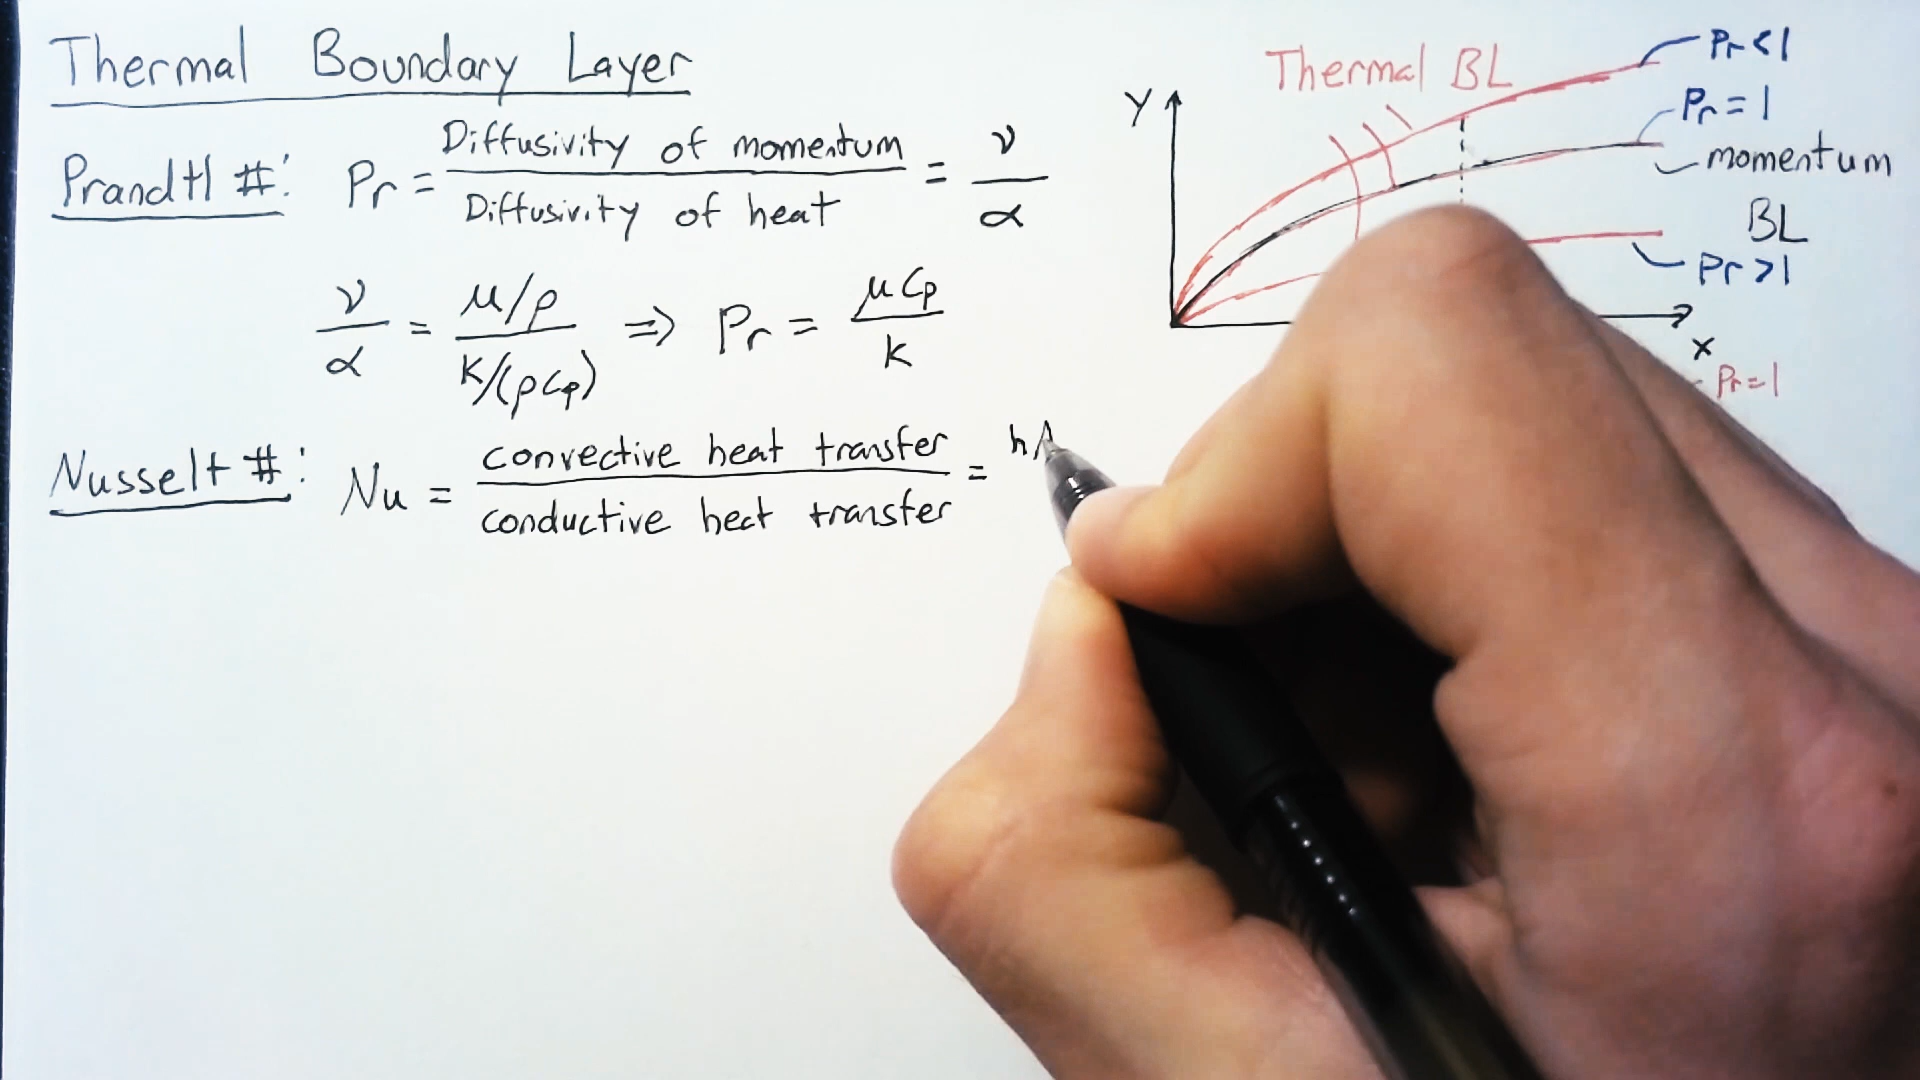 Thermal Boundary Layer
Prandtl #: Pr = Diffusivity of momentum / Diffusivity of heat = ν / α
ν / α = μ/ρ / k/(ρCp) ⇒ Pr = μCp / k
Nusselt #: Nu = convective heat transfer / conductive heat transfer = h
Thermal BL
Pr < 1
Y
Pr = 1
momentum
BL
Pr > 1
x
Pr = 1